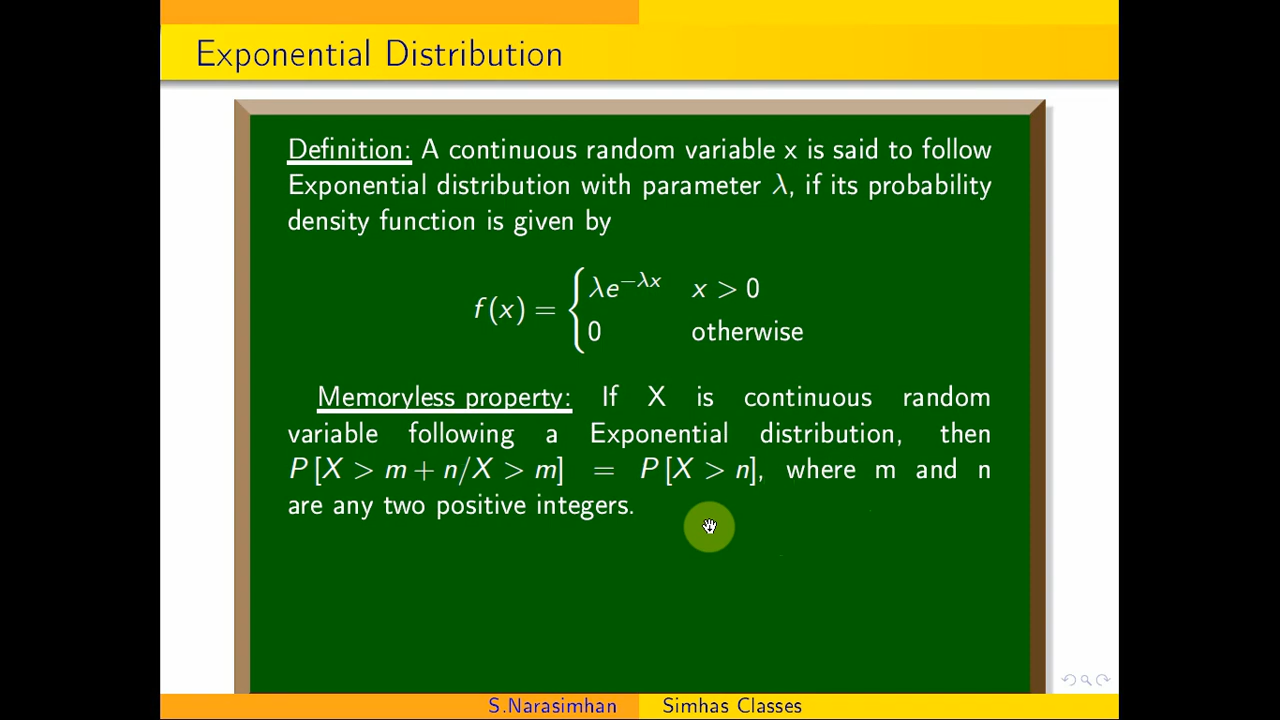 Exponential Distribution
Definition: A continuous random variable x is said to follow
Exponential distribution with parameter λ, if its probability
density function is given by
f(x) = { λe^{−λx} x > 0
0 otherwise
Memoryless property: If X is continuous random
variable following a Exponential distribution, then
P[X > m + n/X > m] = P[X > n], where m and n
are any two positive integers.
S.Narasimhan Simhas Classes